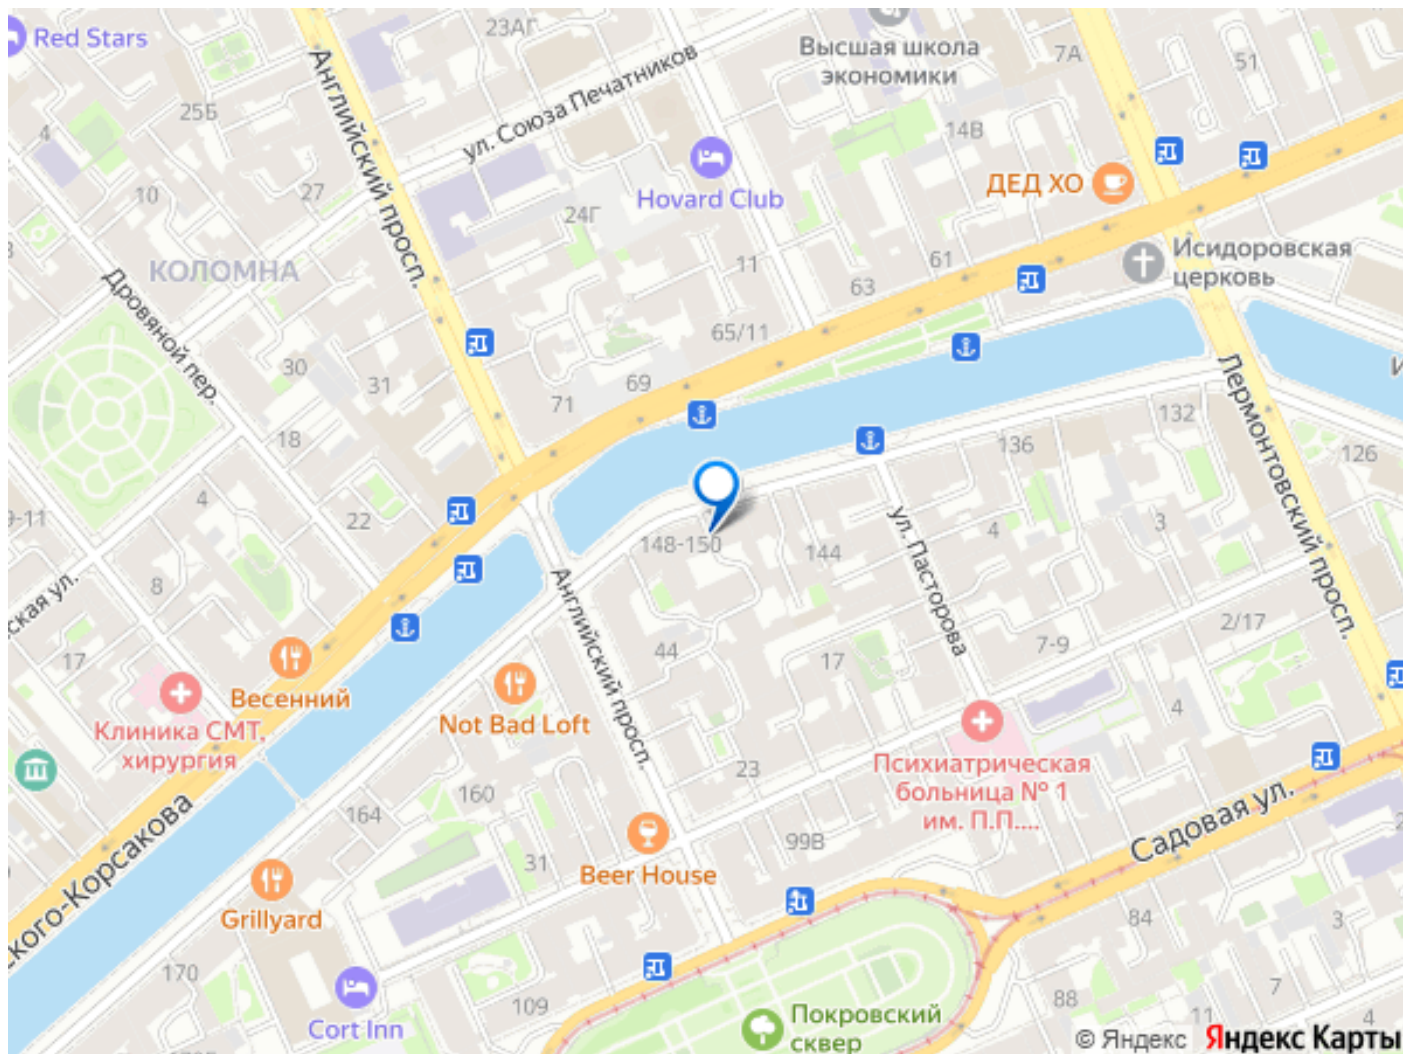 Red Stars
23АГ
Высшая школа
экономики
7А
51
ул. Союза Печатников
Английский просп.
25Б
4
14В
27
10
Hovard Club
ДЕД ХО
24Г
КОЛОМНА
Исидоровская
церковь
11
61
63
65/11
Дровяной пер.
30
31
69
71
18
132
136
126
Лермонтовский просп.
4
22
9-11
148-150
144
ул. Пасторова
4
3
ская ул.
8
Английский просп.
17
44
17
7-9
2/17
Весенний
Клиника СМТ,
хирургия
Not Bad Loft
4
23
Психиатрическая
больница № 1
им. П.П....
Садовая ул.
164
160
99В
31
Beer House
ского-Корсакова
Grillyard
84
3
170
109
Cort Inn
88
7
11
4
Покровский
сквер
© Яндекс Яндекс Карты